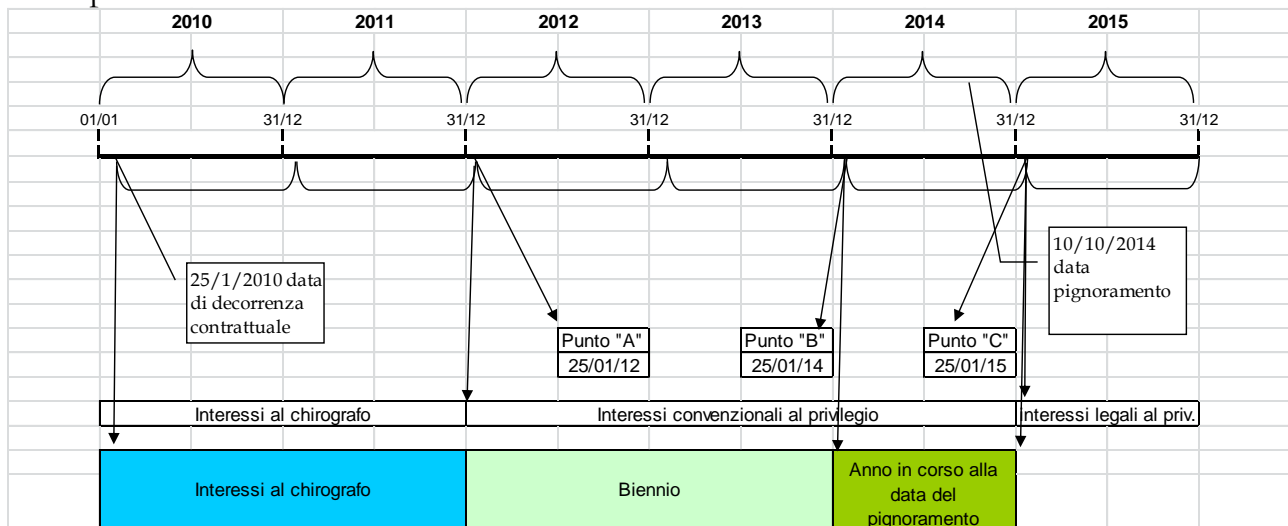 2010 2011 2012 2013 2014 2015
01/01 31/12 31/12 31/12 31/12 31/12 31/12
25/1/2010 data
di decorrenza
contrattuale
10/10/2014
data
pignoramento
Punto "A" Punto "B" Punto "C"
25/01/12 25/01/14 25/01/15
Interessi al chirografo Interessi convenzionali al privilegio interessi legali al priv.
Interessi al chirografo
Biennio
Anno in corso alla
data del
pignoramento